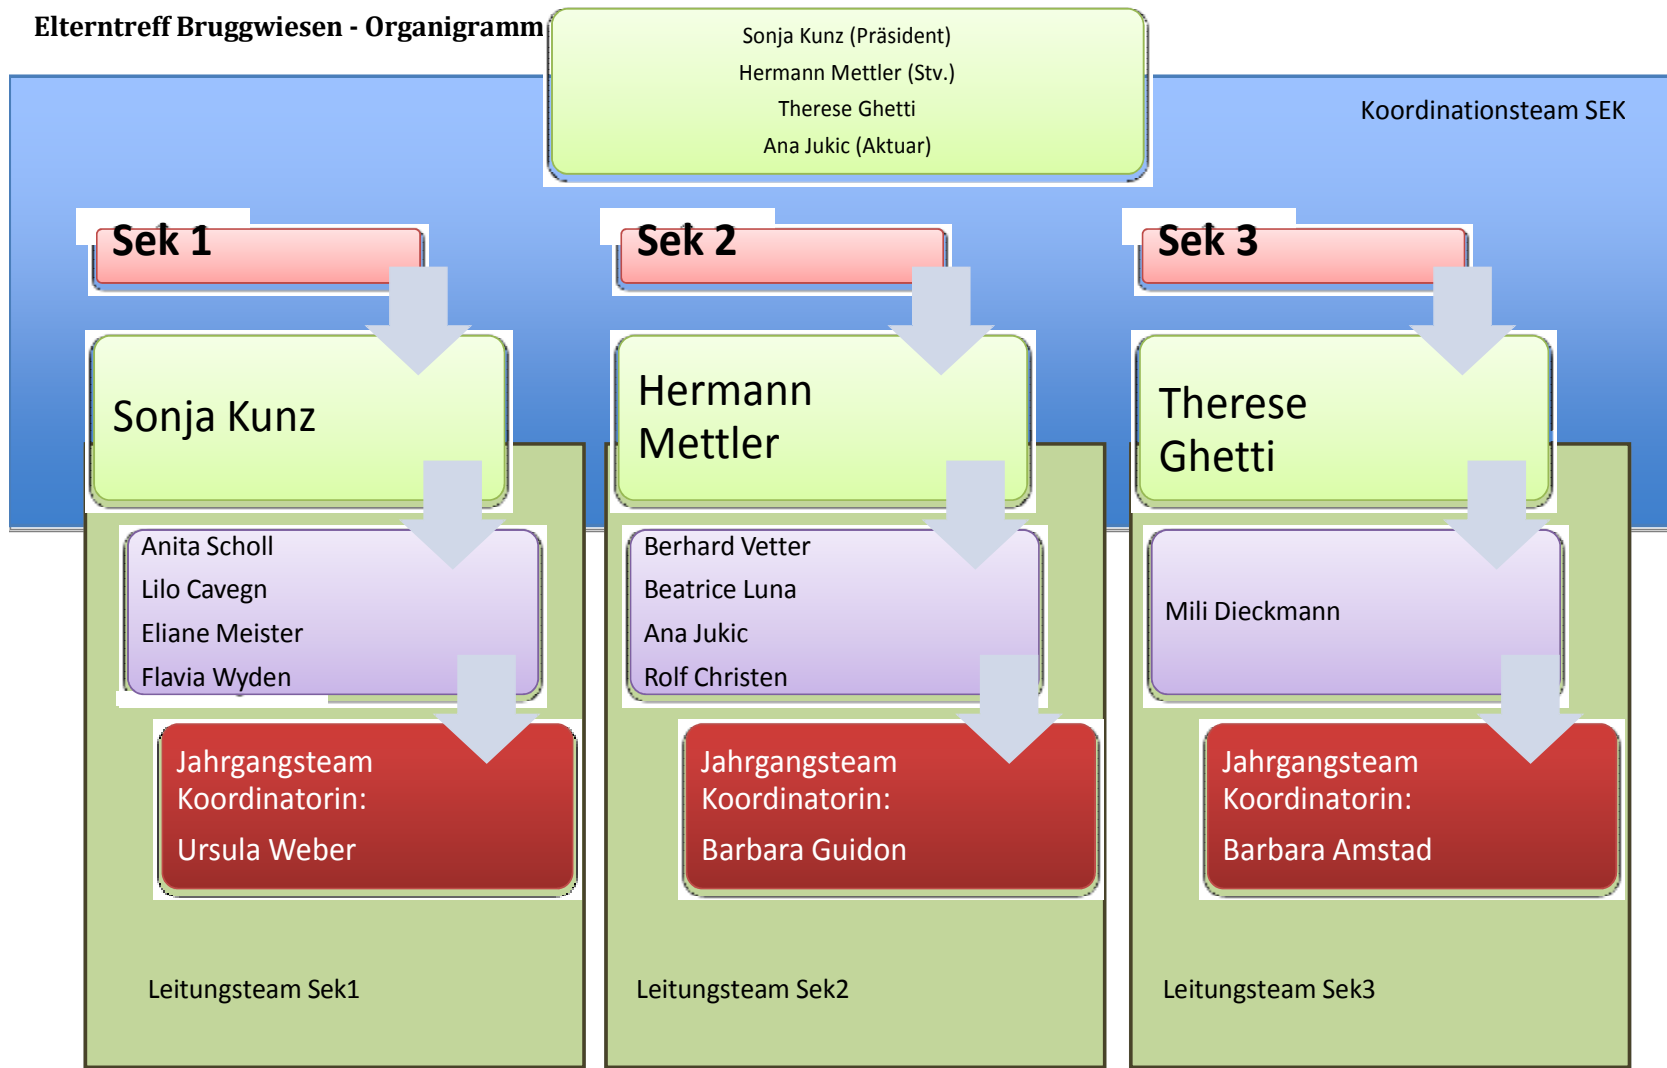 Elterntreff Bruggwiesen - Organigramm
Sonja Kunz (Präsident)
Hermann Mettler (Stv.)
Therese Ghetti
Ana Jukic (Aktuar)
Koordinationsteam SEK
Sek 1
Sonja Kunz
Anita Scholl
Lilo Cavegn
Eliane Meister
Flavia Wyden
Jahrgangsteam
Koordinatorin:
Ursula Weber
Leitungsteam Sek1
Sek 2
Hermann
Mettler
Berhard Vetter
Beatrice Luna
Ana Jukic
Rolf Christen
Jahrgangsteam
Koordinatorin:
Barbara Guidon
Leitungsteam Sek2
Sek 3
Therese
Ghetti
Mili Dieckmann
Jahrgangsteam
Koordinatorin:
Barbara Amstad
Leitungsteam Sek3